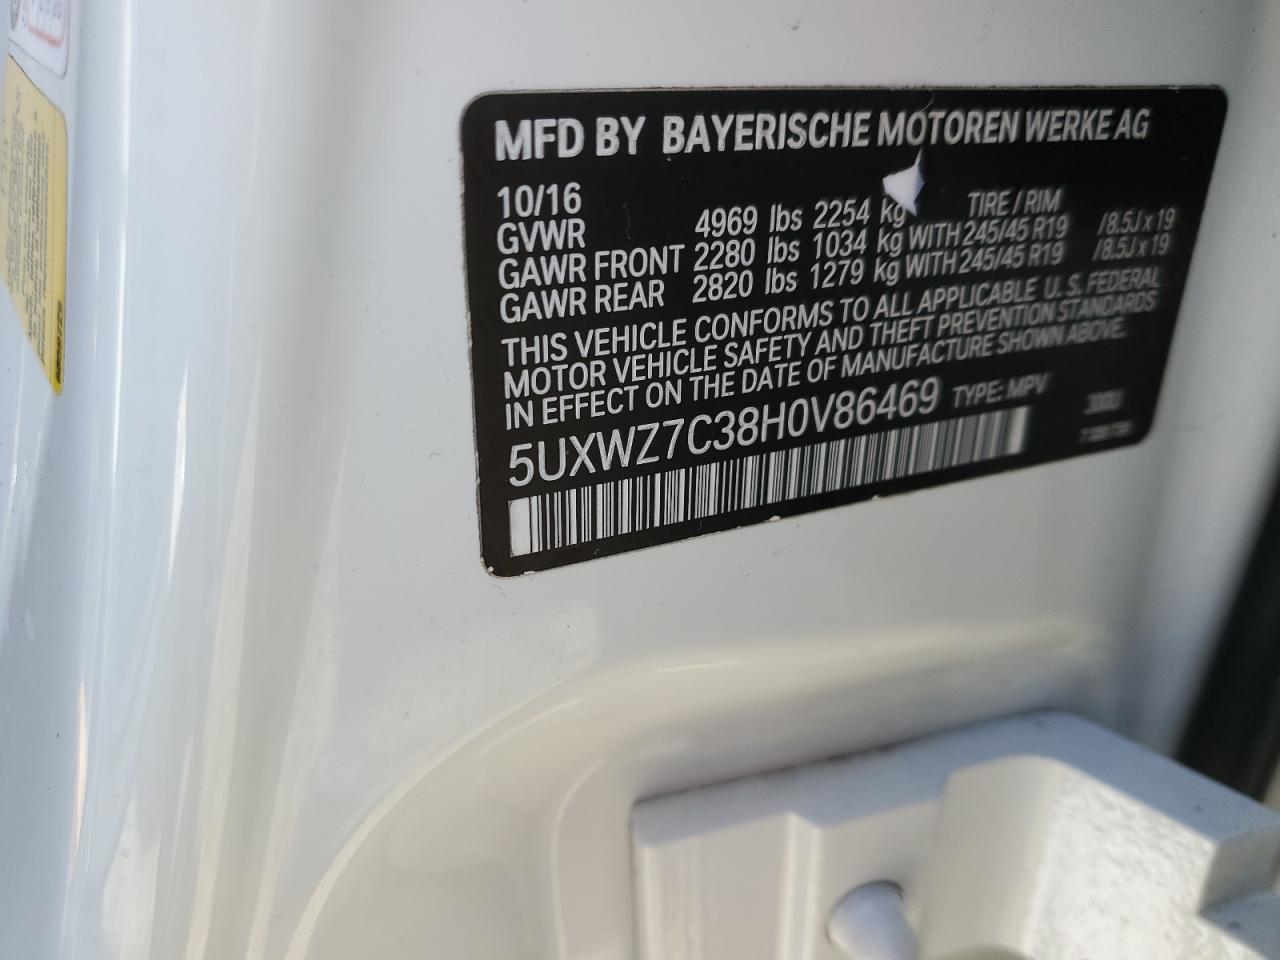 MFD BY BAYERISCHE MOTOREN WERKE AG
10/16
GVWR 4969 lbs 2254 kg TIRE / RIM
GAWR FRONT 2280 lbs 1034 kg WITH 245/45 R19 /8.5J x 19
GAWR REAR 2820 lbs 1279 kg WITH 245/45 R19 /8.5J x 19
THIS VEHICLE CONFORMS TO ALL APPLICABLE U. S. FEDERAL
MOTOR VEHICLE SAFETY AND THEFT PREVENTION STANDARDS
IN EFFECT ON THE DATE OF MANUFACTURE SHOWN ABOVE.
5UXWZ7C38H0V86469 TYPE: MPV